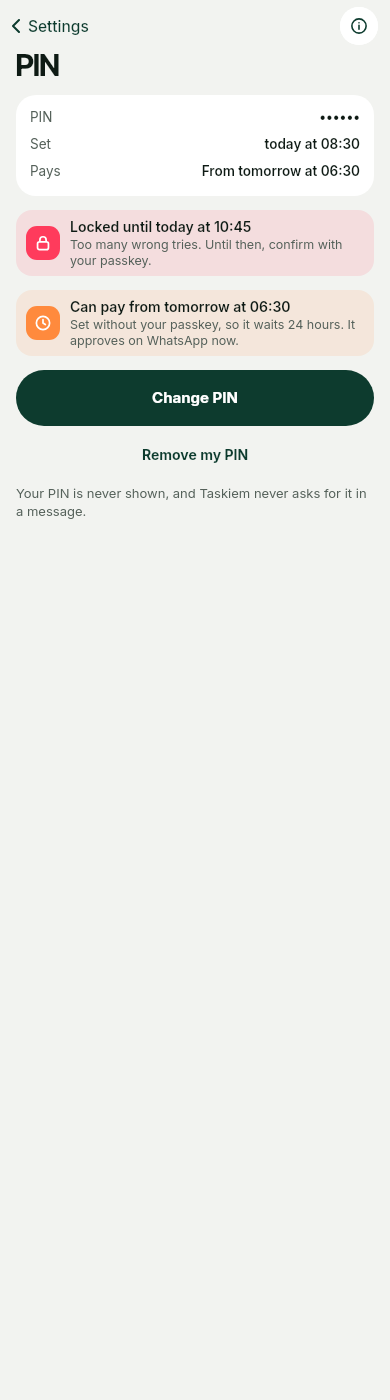 Settings
PIN
PIN ••••••
Set today at 08:30
Pays From tomorrow at 06:30
Locked until today at 10:45
Too many wrong tries. Until then, confirm with
your passkey.
Can pay from tomorrow at 06:30
Set without your passkey, so it waits 24 hours. It
approves on WhatsApp now.
Change PIN
Remove my PIN
Your PIN is never shown, and Taskiem never asks for it in
a message.